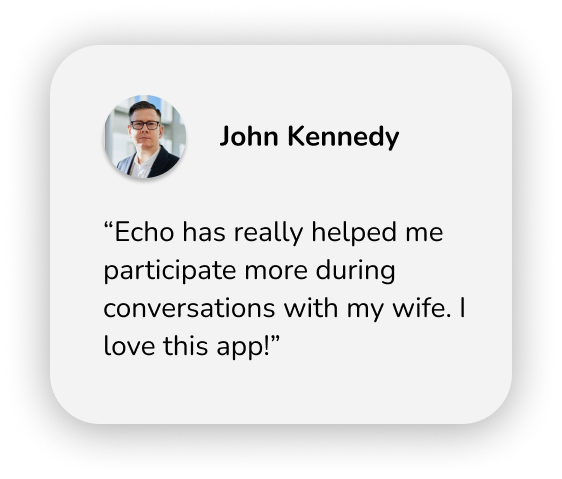 John Kennedy
“Echo has really helped me
participate more during
conversations with my wife. I
love this app!”